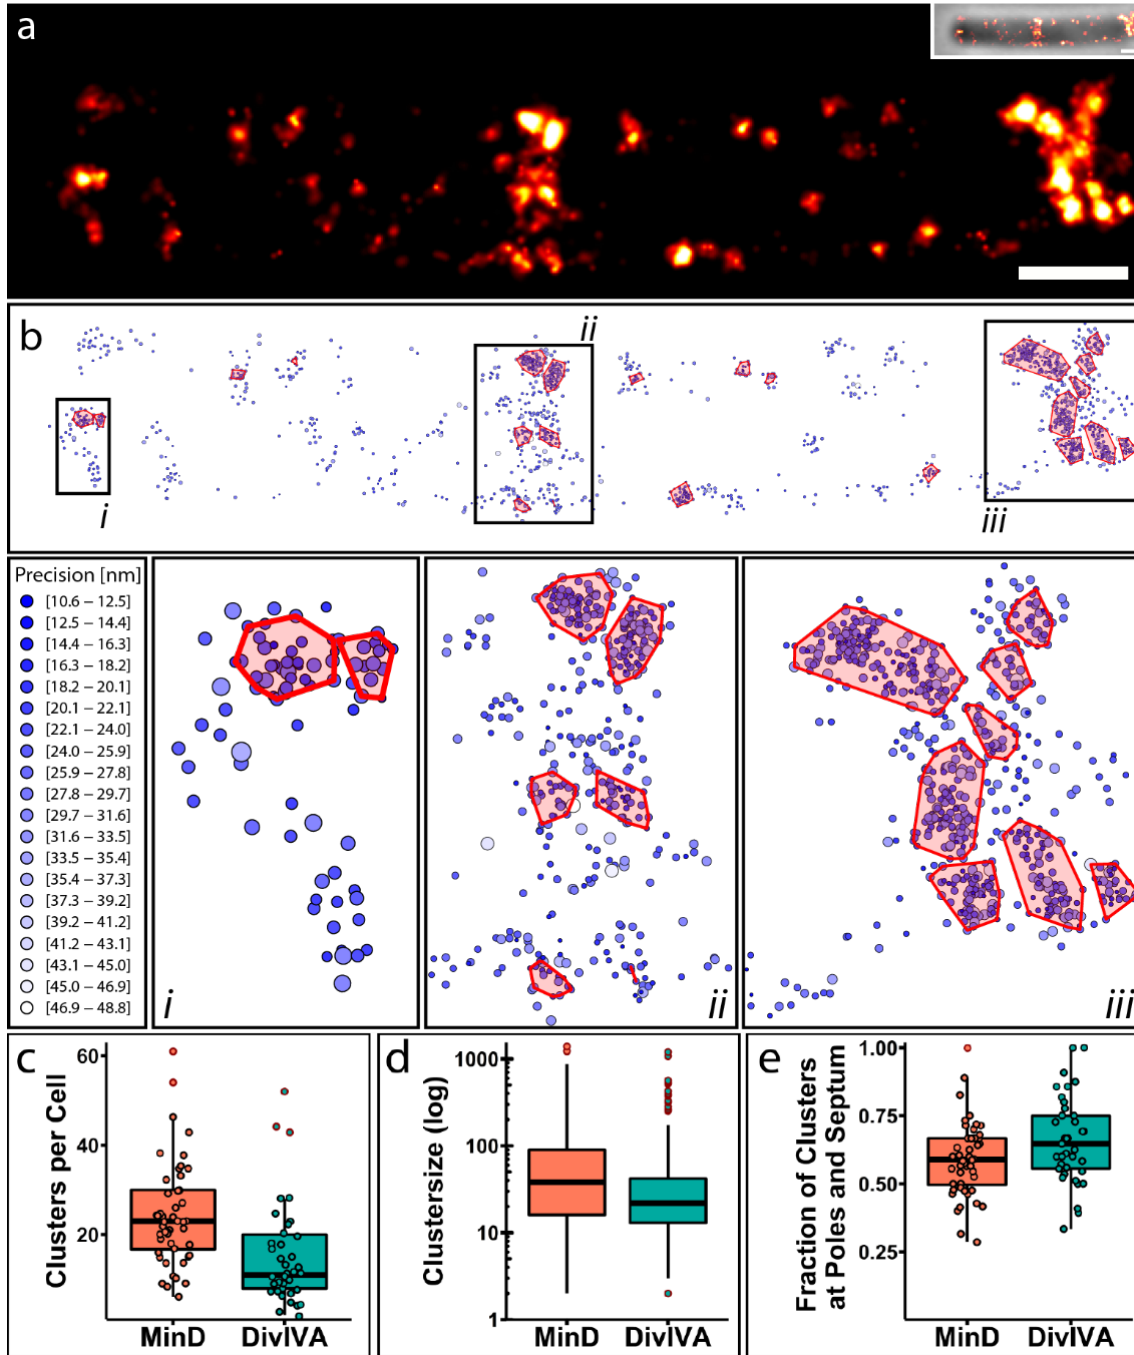 a
b
ii
i
iii
Precision [nm]
[10.6 – 12.5]
[12.5 – 14.4]
[14.4 – 16.3]
[16.3 – 18.2]
[18.2 – 20.1]
[20.1 – 22.1]
[22.1 – 24.0]
[24.0 – 25.9]
[25.9 – 27.8]
[27.8 – 29.7]
[29.7 – 31.6]
[31.6 – 33.5]
[33.5 – 35.4]
[35.4 – 37.3]
[37.3 – 39.2]
[39.2 – 41.2]
[41.2 – 43.1]
[43.1 – 45.0]
[45.0 – 46.9]
[46.9 – 48.8]
i
ii
iii
c
Clusters per Cell
60
40
20
MinD DivIVA
d
Clustersize (log)
1000
100
10
1
MinD DivIVA
e
Fraction of Clusters
at Poles and Septum
1.00
0.75
0.50
0.25
MinD DivIVA